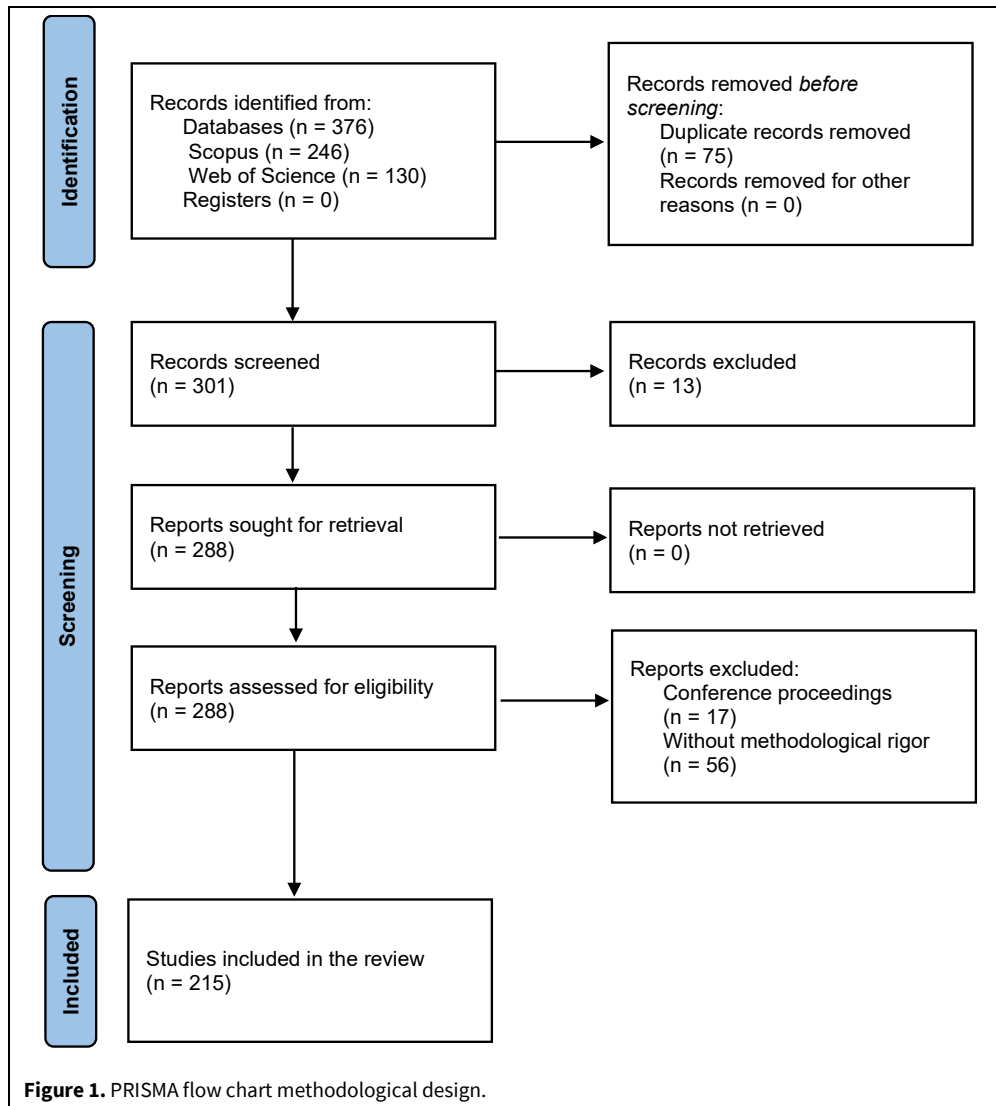 Identification
Records identified from:
Databases (n = 376)
Scopus (n = 246)
Web of Science (n = 130)
Registers (n = 0)
Records removed before
screening:
Duplicate records removed
(n = 75)
Records removed for other
reasons (n = 0)
Screening
Records screened
(n = 301)
Records excluded
(n = 13)
Reports sought for retrieval
(n = 288)
Reports not retrieved
(n = 0)
Reports assessed for eligibility
(n = 288)
Reports excluded:
Conference proceedings
(n = 17)
Without methodological rigor
(n = 56)
Included
Studies included in the review
(n = 215)
Figure 1. PRISMA flow chart methodological design.